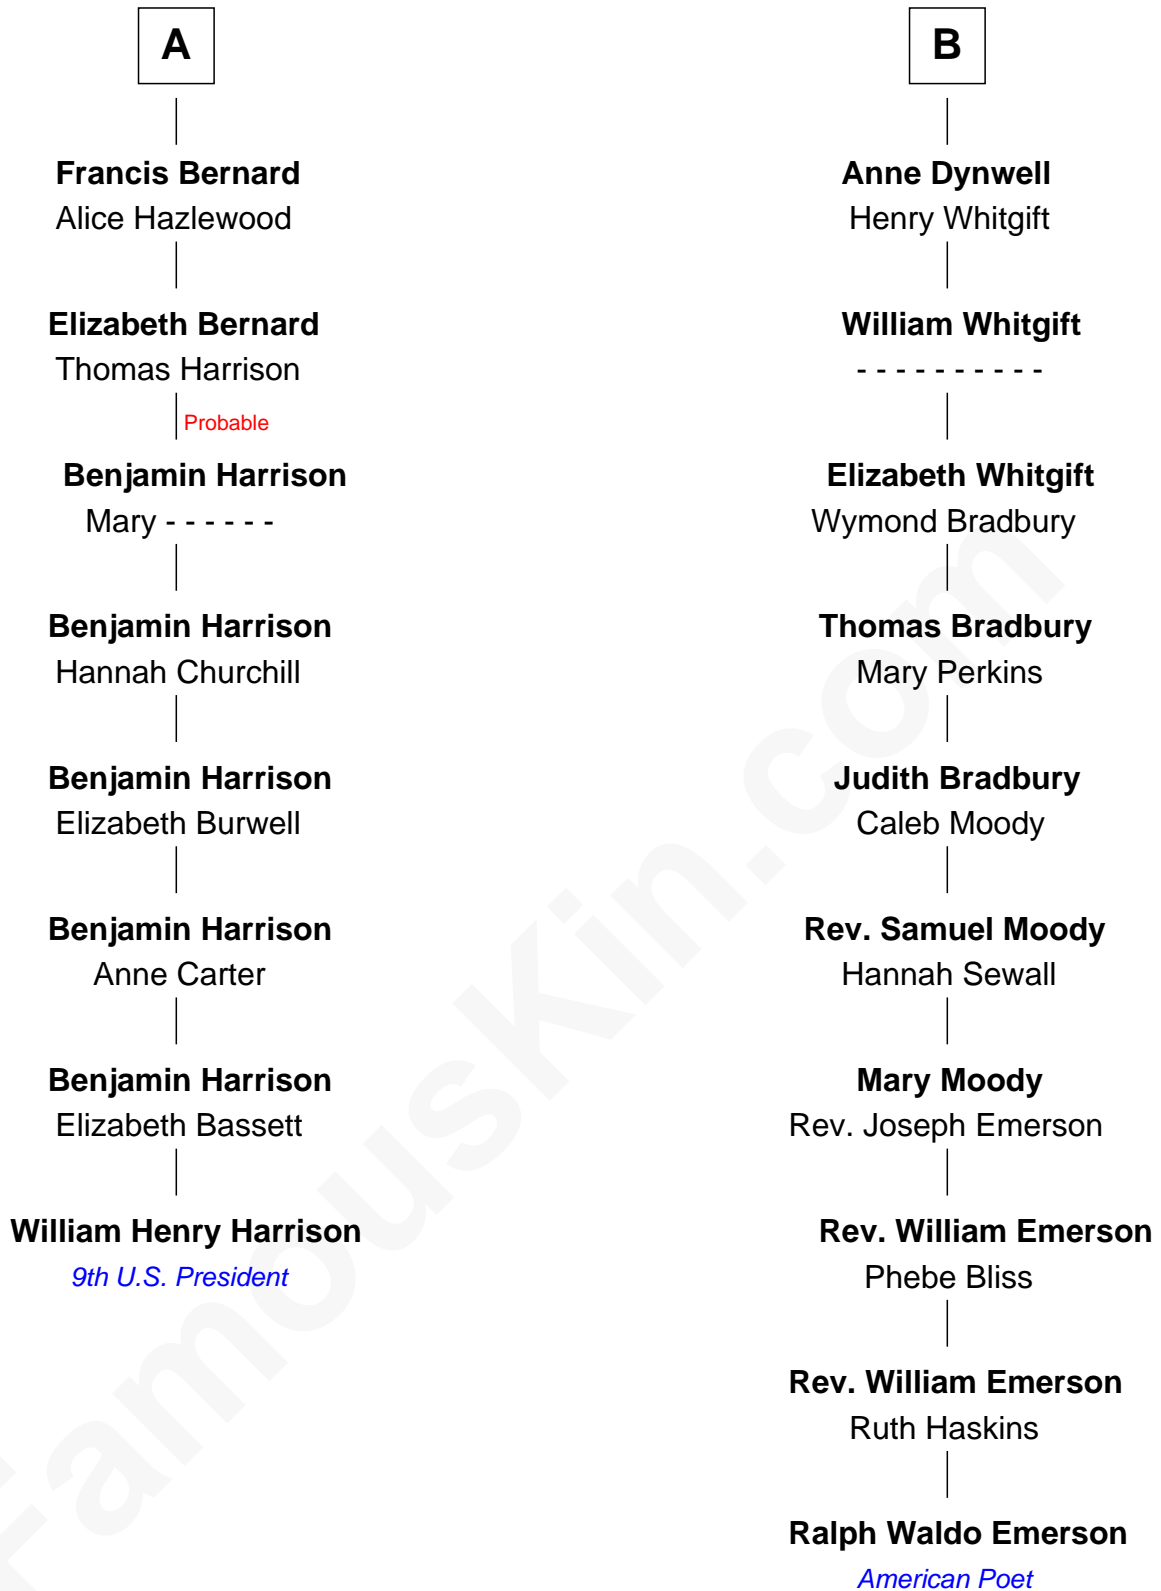 A
Francis Bernard
Alice Hazlewood
Elizabeth Bernard
Thomas Harrison
Probable
Benjamin Harrison
Mary - - - - - -
Benjamin Harrison
Hannah Churchill
Benjamin Harrison
Elizabeth Burwell
Benjamin Harrison
Anne Carter
Benjamin Harrison
Elizabeth Bassett
William Henry Harrison
9th U.S. President
B
Anne Dynwell
Henry Whitgift
William Whitgift
- - - - - - - - - -
Elizabeth Whitgift
Wymond Bradbury
Thomas Bradbury
Mary Perkins
Judith Bradbury
Caleb Moody
Rev. Samuel Moody
Hannah Sewall
Mary Moody
Rev. Joseph Emerson
Rev. William Emerson
Phebe Bliss
Rev. William Emerson
Ruth Haskins
Ralph Waldo Emerson
American Poet
FamousKin.com